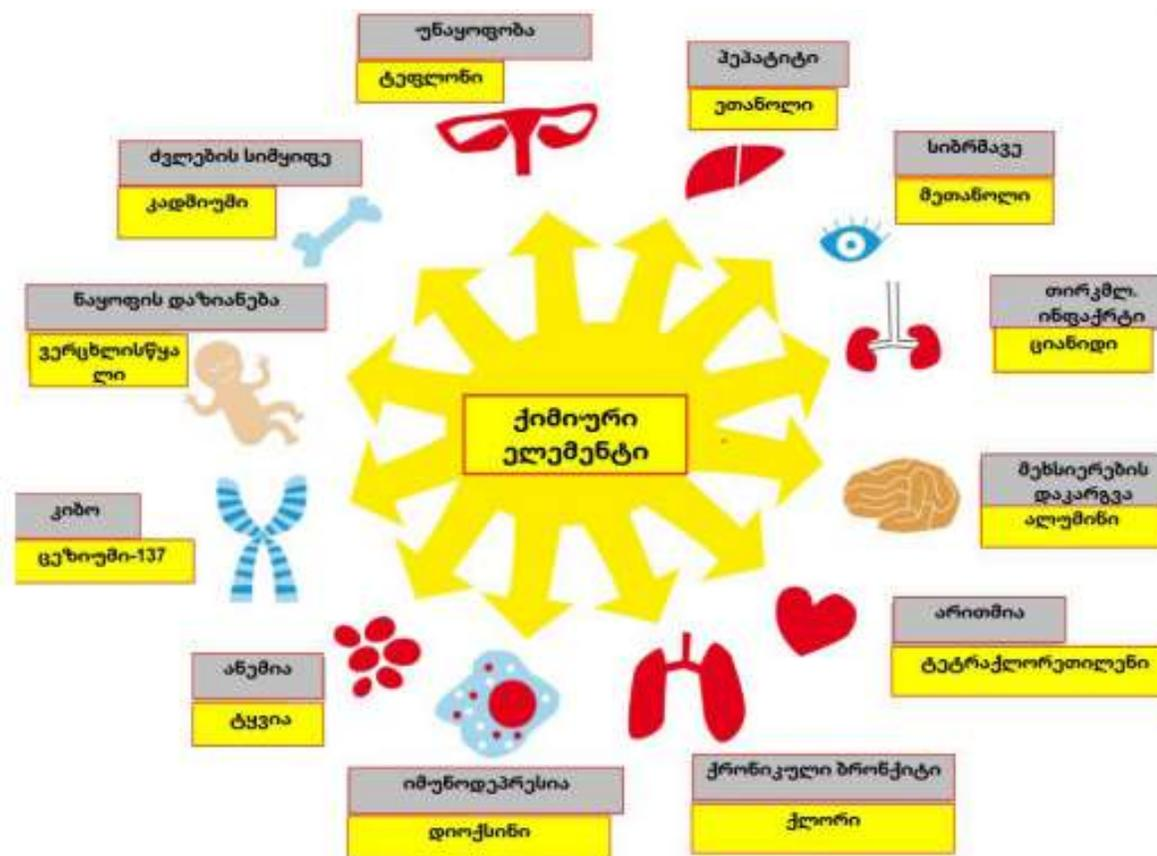 უნაყოფობა
ტეფლონი
ჰეპატიტი
ეთანოლი
სიბრმავე
მეთანოლი
თირკმლ.
ინფაქრტი
ციანიდი
მეხსიერების
დაკარგვა
ალუმინი
არითმია
ტეტრაქლორეთილენი
ქრონიკული ბრონქიტი
ქლორი
იმუნოდეპრესია
დიოქსინი
ანემია
ტყვია
კიბო
ცეზიუმი-137
ნაყოფის დაზიანება
ვერცხლისწყა
ლი
ძვლების სიმყიფე
კადმიუმი
ქიმიური
ელემენტი